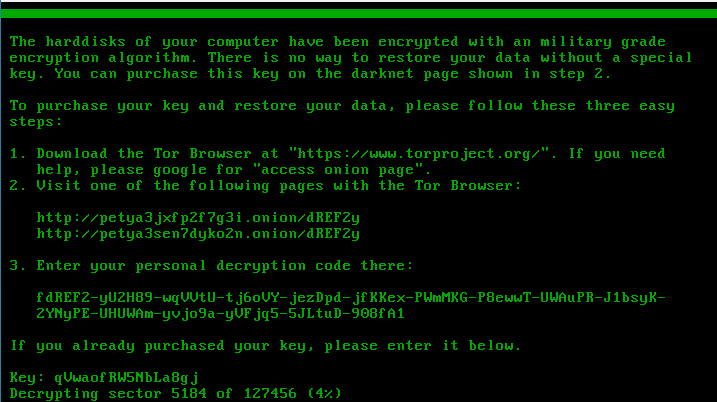 The harddisks of your computer have been encrypted with an military grade
encryption algorithm. There is no way to restore your data without a special
key. You can purchase this key on the darknet page shown in step 2.
To purchase your key and restore your data, please follow these three easy
steps:
1. Download the Tor Browser at "https://www.torproject.org/". If you need
help, please google for "access onion page".
2. Visit one of the following pages with the Tor Browser:
http://petya3jxfp2f7g3i.onion/dREF2y
http://petya3sen7dyko2n.onion/dREF2y
3. Enter your personal decryption code there:
fdREF2-yU2H89-wqVVtU-tj6oVY-jezDpd-jfKKex-PWmMKG-P8ewwT-UWAuPR-J1bsyK-
2YNyPE-UHUWAm-yvjo9a-yVFjq5-5JLtuD-908fA1
If you already purchased your key, please enter it below.
Key: qVwaofRW5NbLa8gj
Decrypting sector 5184 of 127456 (4%)